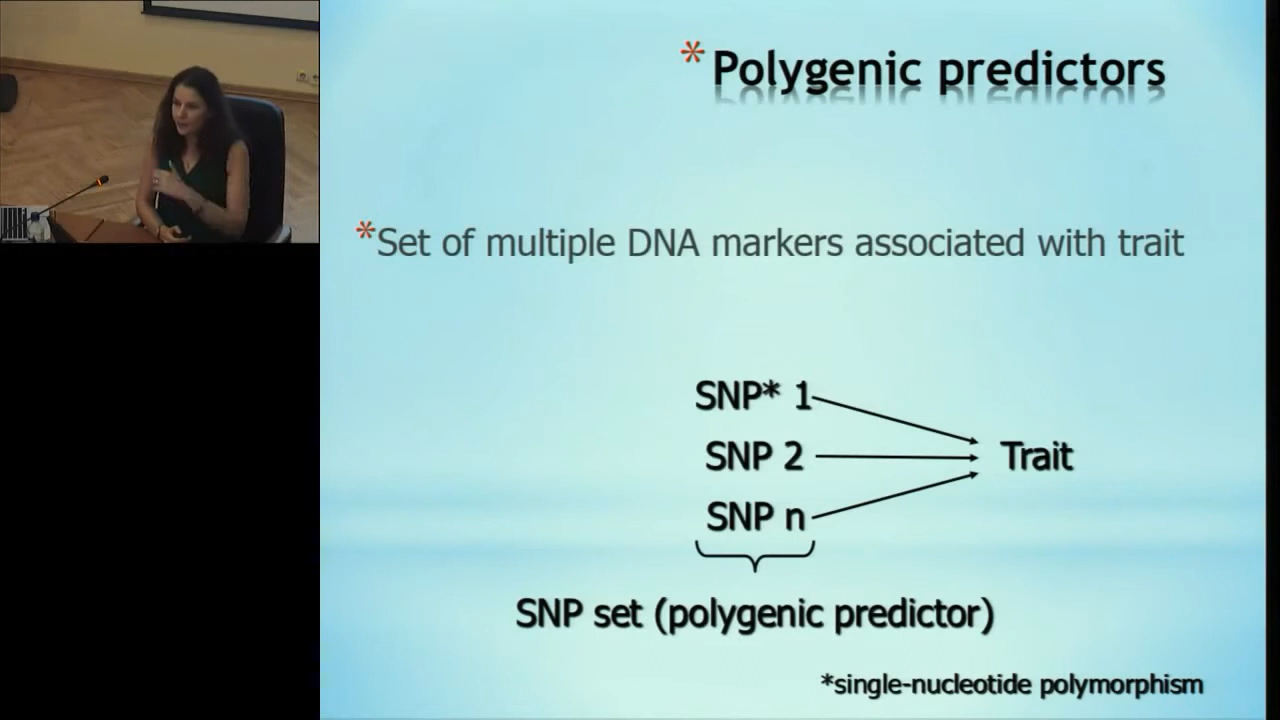 * Polygenic predictors
*Set of multiple DNA markers associated with trait
SNP* 1
SNP 2
Trait
SNP n
SNP set (polygenic predictor)
*single-nucleotide polymorphism